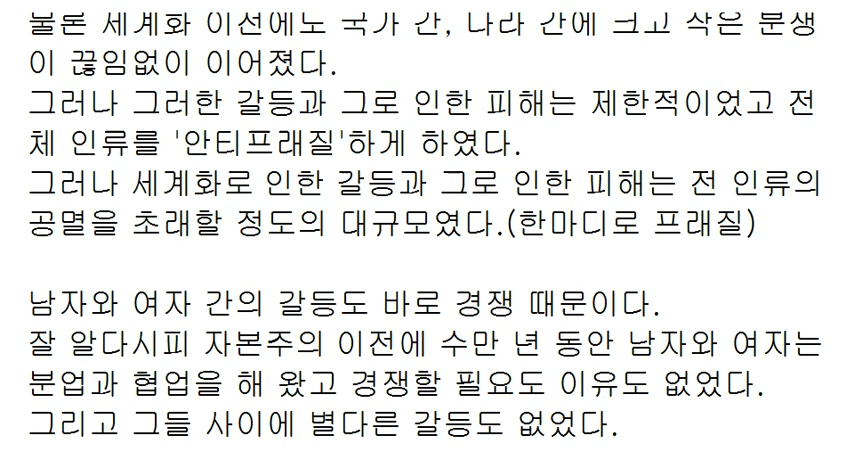 물론 세계화 이전에도 국가 간, 나라 간에 크고 작은 분쟁
이 끊임없이 이어졌다.
그러나 그러한 갈등과 그로 인한 피해는 제한적이었고 전
체 인류를 '안티프래질'하게 하였다.
그러나 세계화로 인한 갈등과 그로 인한 피해는 전 인류의
공멸을 초래할 정도의 대규모였다.(한마디로 프래질)
남자와 여자 간의 갈등도 바로 경쟁 때문이다.
잘 알다시피 자본주의 이전에 수만 년 동안 남자와 여자는
분업과 협업을 해 왔고 경쟁할 필요도 이유도 없었다.
그리고 그들 사이에 별다른 갈등도 없었다.